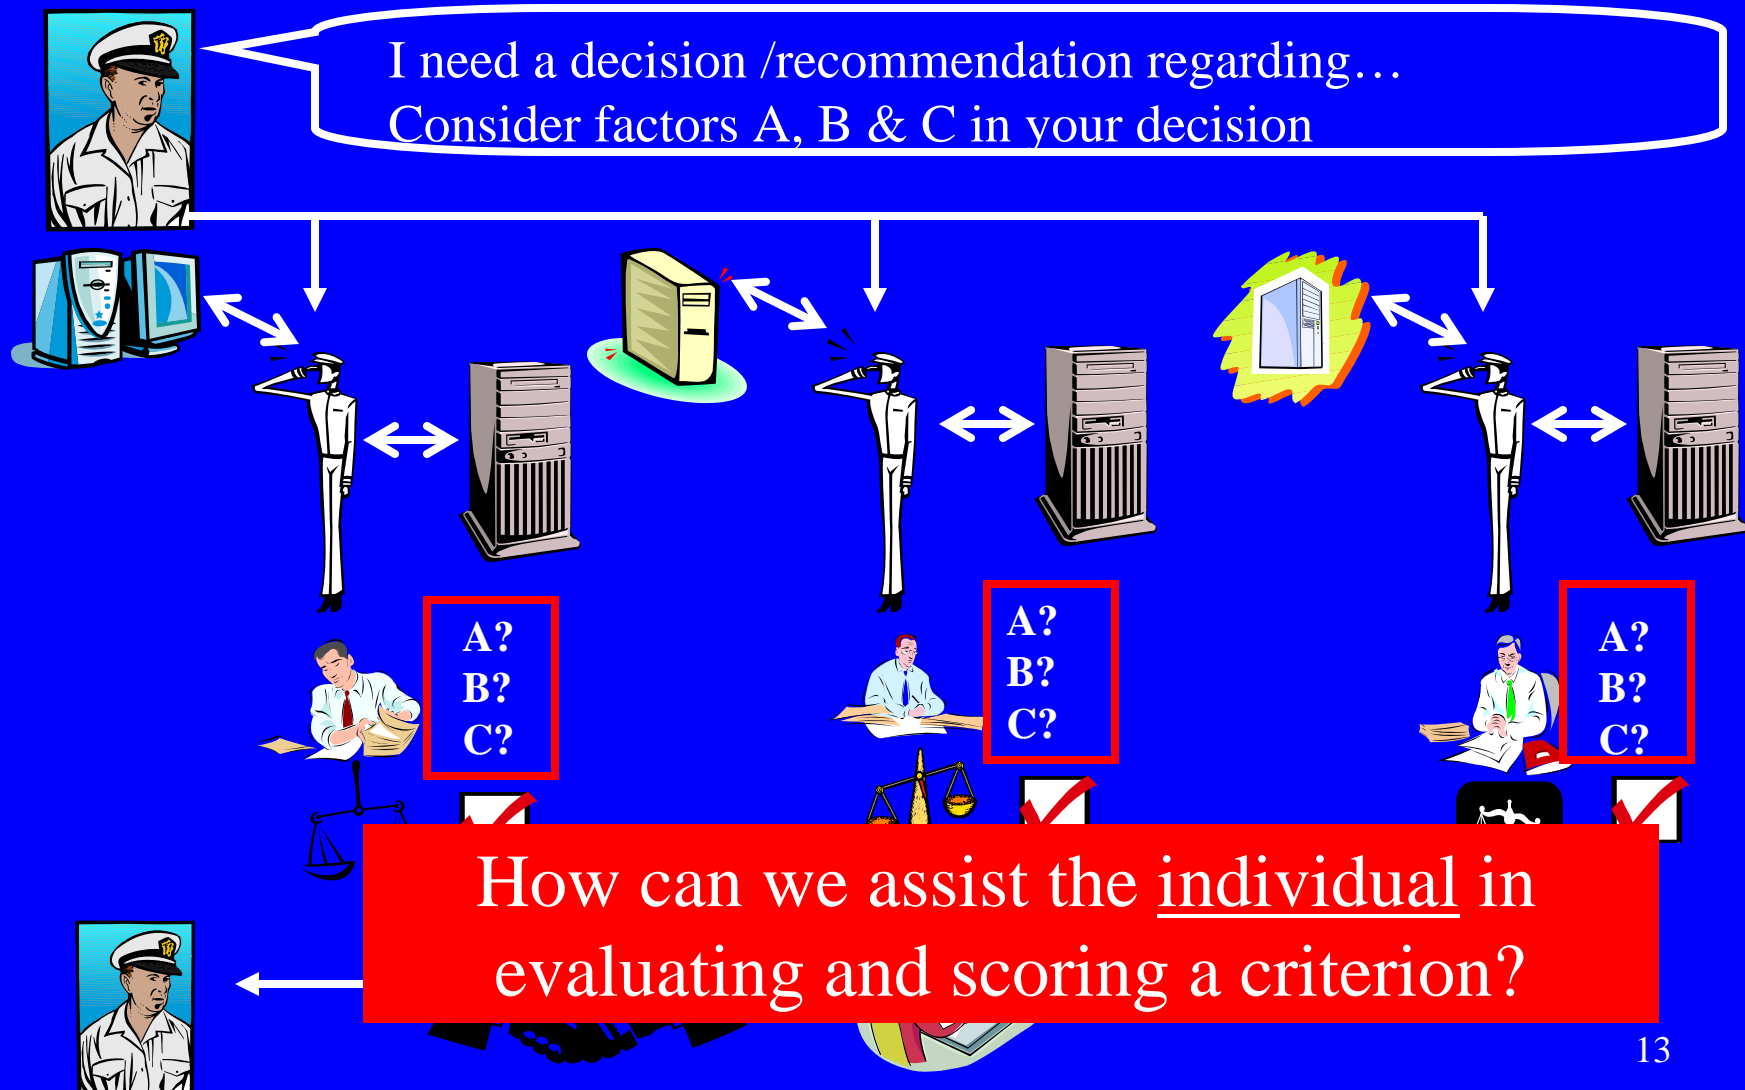 I need a decision /recommendation regarding…
Consider factors A, B & C in your decision
A?
B?
C?
A?
B?
C?
A?
B?
C?
How can we assist the individual in
evaluating and scoring a criterion?
13